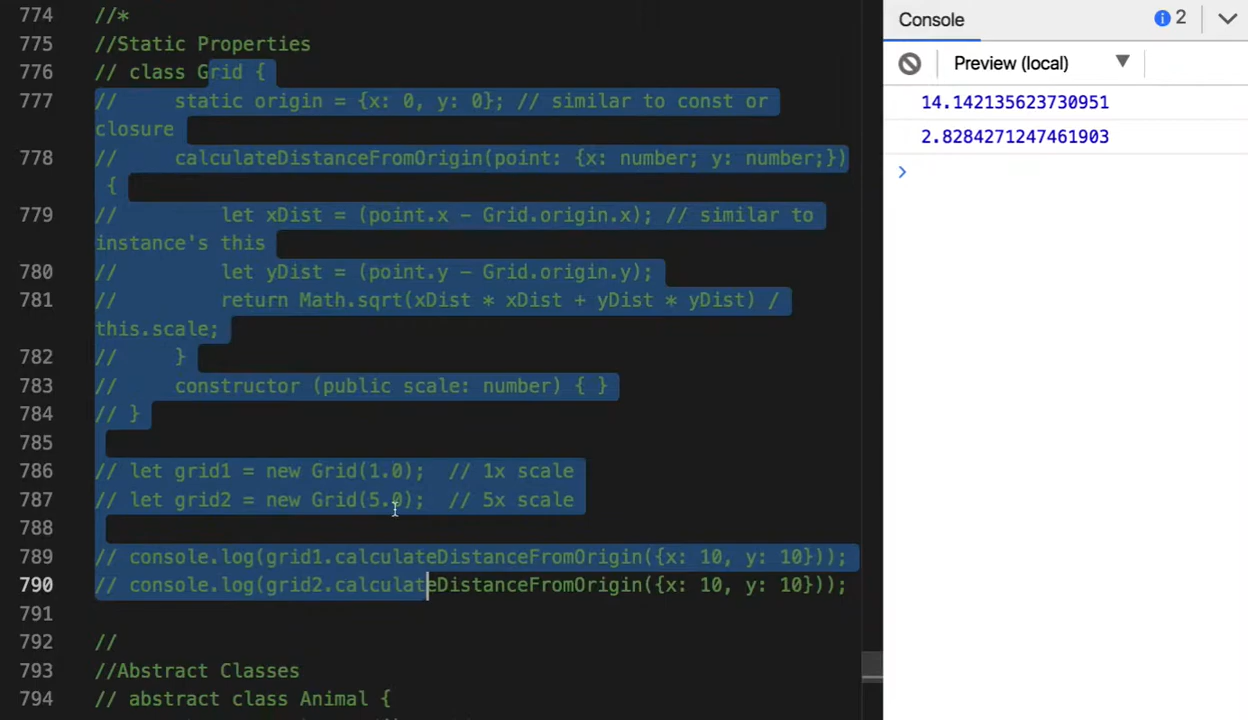 774 //*
775 //Static Properties
776 // class Grid {
777 //     static origin = {x: 0, y: 0}; // similar to const or
closure
778 //     calculateDistanceFromOrigin(point: {x: number; y: number;})
{
779 //         let xDist = (point.x - Grid.origin.x); // similar to
instance's this
780 //         let yDist = (point.y - Grid.origin.y);
781 //         return Math.sqrt(xDist * xDist + yDist * yDist) /
this.scale;
782 //     }
783 //     constructor (public scale: number) { }
784 // }
785
786 // let grid1 = new Grid(1.0);  // 1x scale
787 // let grid2 = new Grid(5.0);  // 5x scale
788
789 // console.log(grid1.calculateDistanceFromOrigin({x: 10, y: 10}));
790 // console.log(grid2.calculateDistanceFromOrigin({x: 10, y: 10}));
791
792 //
793 //Abstract Classes
794 // abstract class Animal {
Console 2
Preview (local)
14.142135623730951
2.8284271247461903